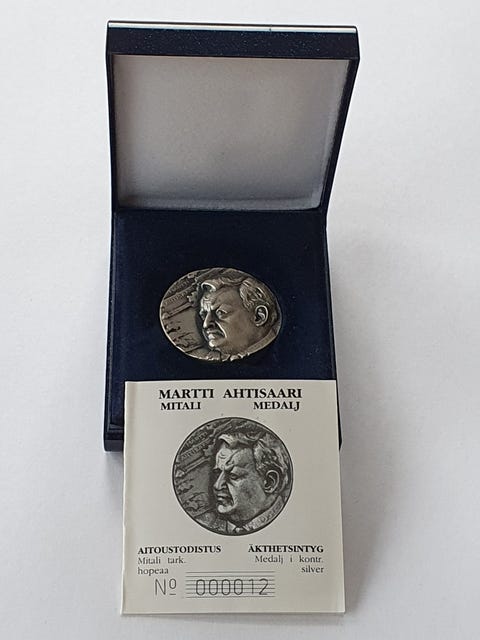 MARTTI AHTISAARI
MITALI MEDALJ
AITOUSTODISTUS ÄKTHETSINTYG
Mitali tark. Medalj i kontr.
hopeaa silver
Nº 000012